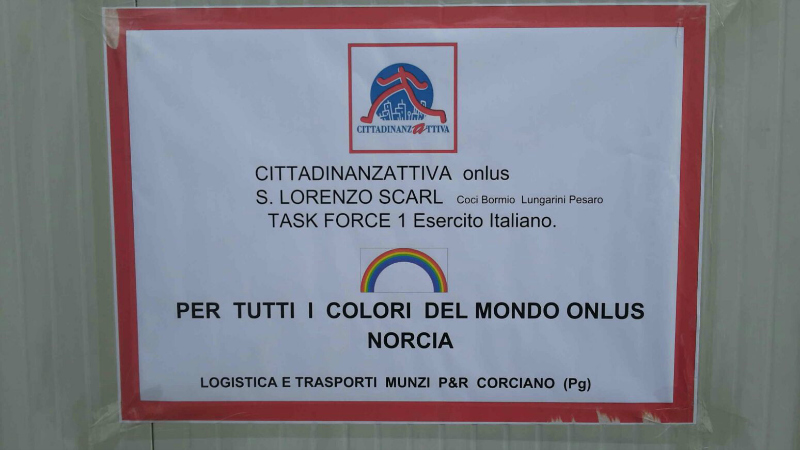 CITTADINANZATTIVA
CITTADINANZATTIVA onlus
S. LORENZO SCARL Coci Bormio Lungarini Pesaro
TASK FORCE 1 Esercito Italiano.
PER TUTTI I COLORI DEL MONDO ONLUS
NORCIA
LOGISTICA E TRASPORTI MUNZI P&R CORCIANO (Pg)